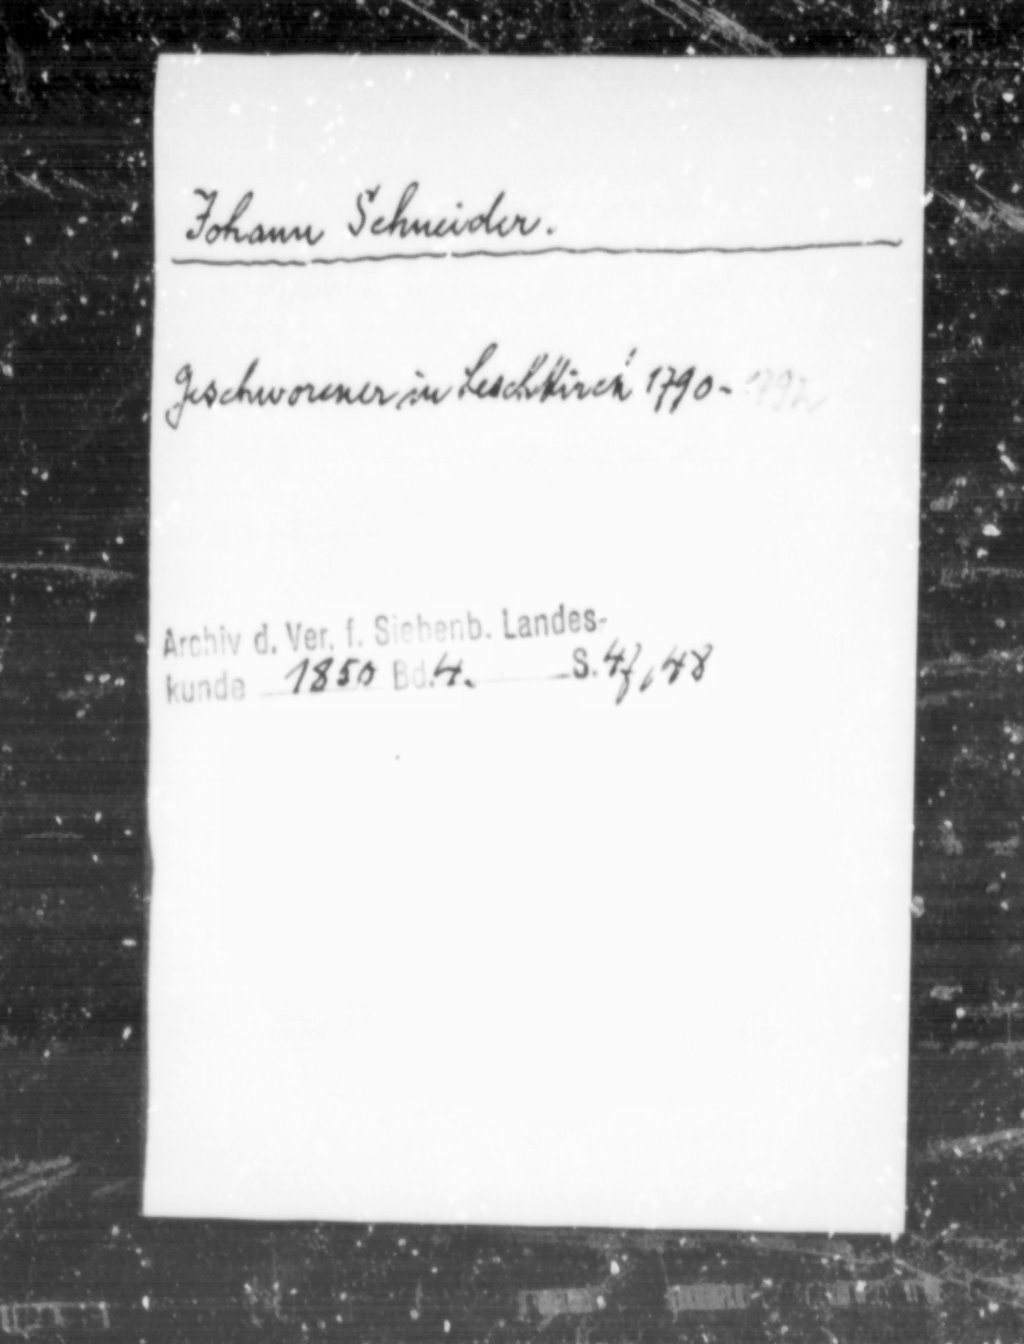 Johann Schneider.
Geschworener in Leschkirch 1790-1792
Archiv d. Ver. f. Siebenb. Landes-
kunde 1850 Bd. 4. S. 47, 48